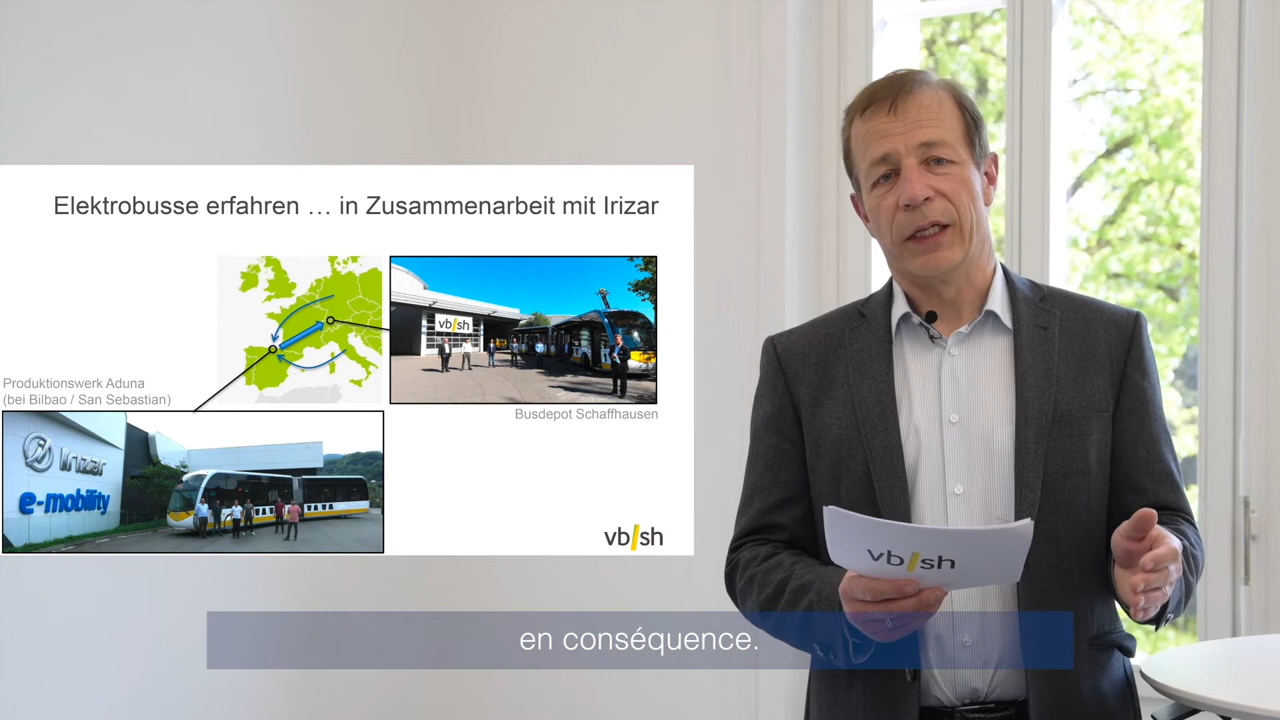 Elektrobusse erfahren … in Zusammenarbeit mit Irizar
vb/sh
Produktionswerk Aduna
(bei Bilbao / San Sebastian)
Busdepot Schaffhausen
Irizar
e-mobility
vb/sh
vb/sh
en conséquence.